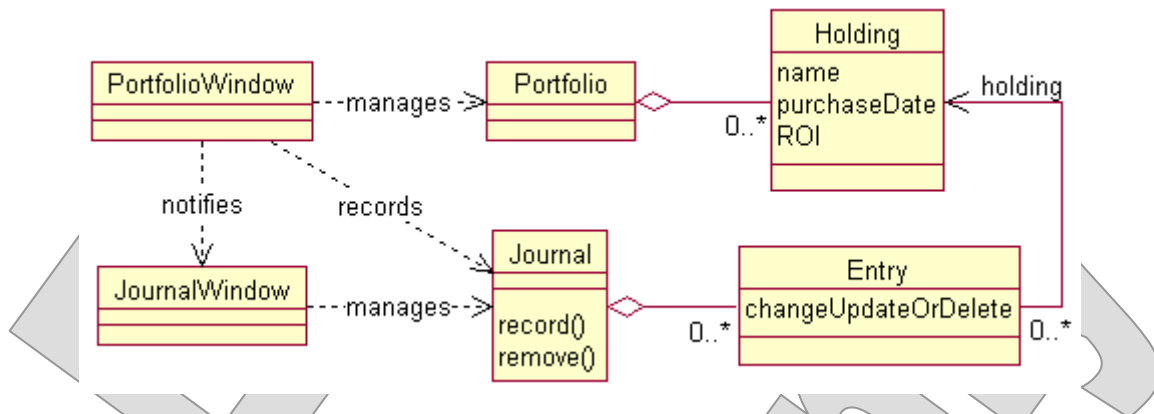 Holding
name
purchaseDate
ROI
PortfolioWindow
manages
Portfolio
0..*
holding
notifies
records
JournalWindow
manages
Journal
record()
remove()
0..*
Entry
changeUpdateOrDelete
0..*